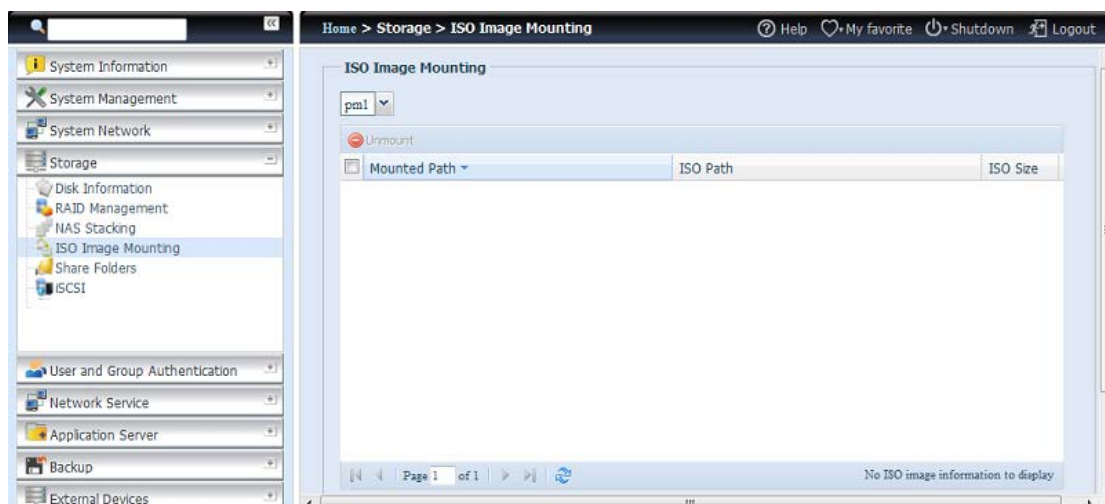 Home > Storage > ISO Image Mounting
Help
My favorite
Shutdown
Logout
System Information
System Management
System Network
Storage
Disk Information
RAID Management
NAS Stacking
ISO Image Mounting
Share Folders
iSCSI
User and Group Authentication
Network Service
Application Server
Backup
External Devices
ISO Image Mounting
pm1
Unmount
Mounted Path
ISO Path
ISO Size
Page 1 of 1
No ISO image information to display